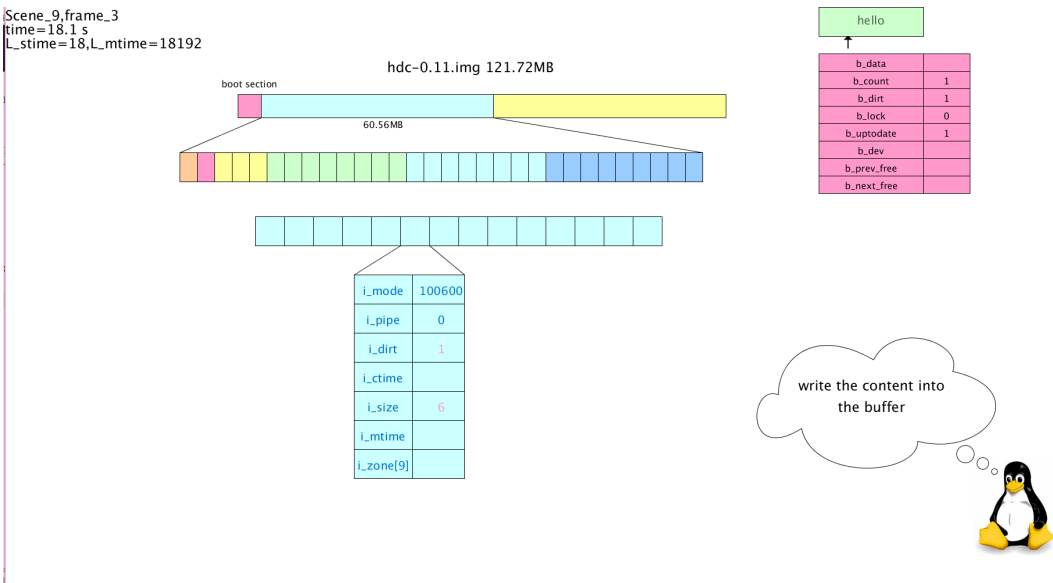 Scene_9,frame_3
time=18.1 s
L_stime=18,L_mtime=18192
hdc-0.11.img 121.72MB
boot section
60.56MB
hello
b_data
b_count 1
b_dirt 1
b_lock 0
b_uptodate 1
b_dev
b_prev_free
b_next_free
i_mode 100600
i_pipe 0
i_dirt 1
i_ctime
i_size 6
i_mtime
i_zone[9]
write the content into
the buffer